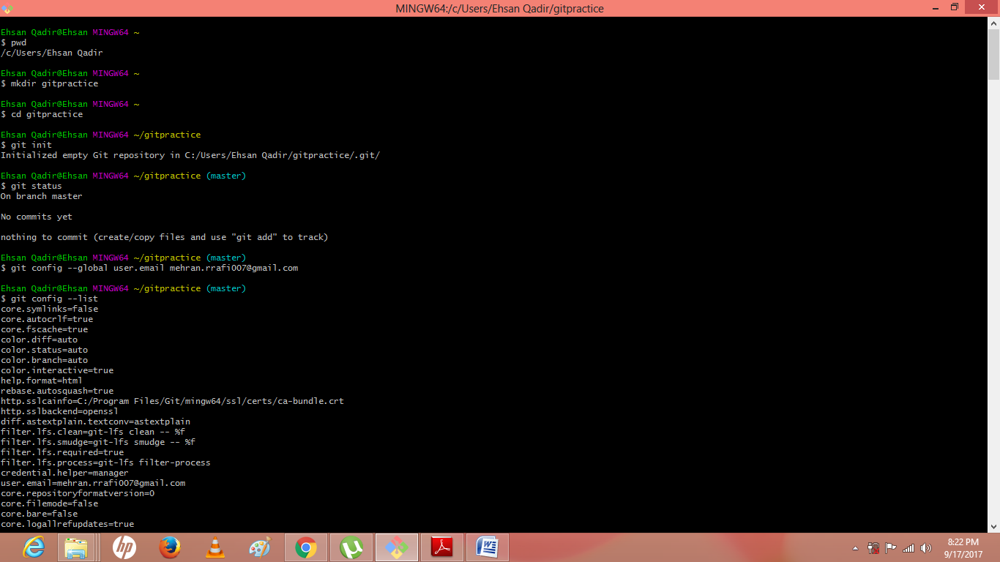 MINGW64:/c/Users/Ehsan Qadir/gitpractice
Ehsan Qadir@Ehsan MINGW64 ~
$ pwd
/c/Users/Ehsan Qadir
Ehsan Qadir@Ehsan MINGW64 ~
$ mkdir gitpractice
Ehsan Qadir@Ehsan MINGW64 ~
$ cd gitpractice
Ehsan Qadir@Ehsan MINGW64 ~/gitpractice
$ git init
Initialized empty Git repository in C:/Users/Ehsan Qadir/gitpractice/.git/
Ehsan Qadir@Ehsan MINGW64 ~/gitpractice (master)
$ git status
On branch master
No commits yet
nothing to commit (create/copy files and use "git add" to track)
Ehsan Qadir@Ehsan MINGW64 ~/gitpractice (master)
$ git config --global user.email mehran.rrafi007@gmail.com
Ehsan Qadir@Ehsan MINGW64 ~/gitpractice (master)
$ git config --list
core.symlinks=false
core.autocrlf=true
core.fscache=true
color.diff=auto
color.status=auto
color.branch=auto
color.interactive=true
help.format=html
rebase.autosquash=true
http.sslcainfo=C:/Program Files/Git/mingw64/ssl/certs/ca-bundle.crt
http.sslbackend=openssl
diff.astextplain.textconv=astextplain
filter.lfs.clean=git-lfs clean -- %f
filter.lfs.smudge=git-lfs smudge -- %f
filter.lfs.required=true
filter.lfs.process=git-lfs filter-process
credential.helper=manager
user.email=mehran.rrafi007@gmail.com
core.repositoryformatversion=0
core.filemode=false
core.bare=false
core.logallrefupdates=true
hp
8:22 PM
9/17/2017